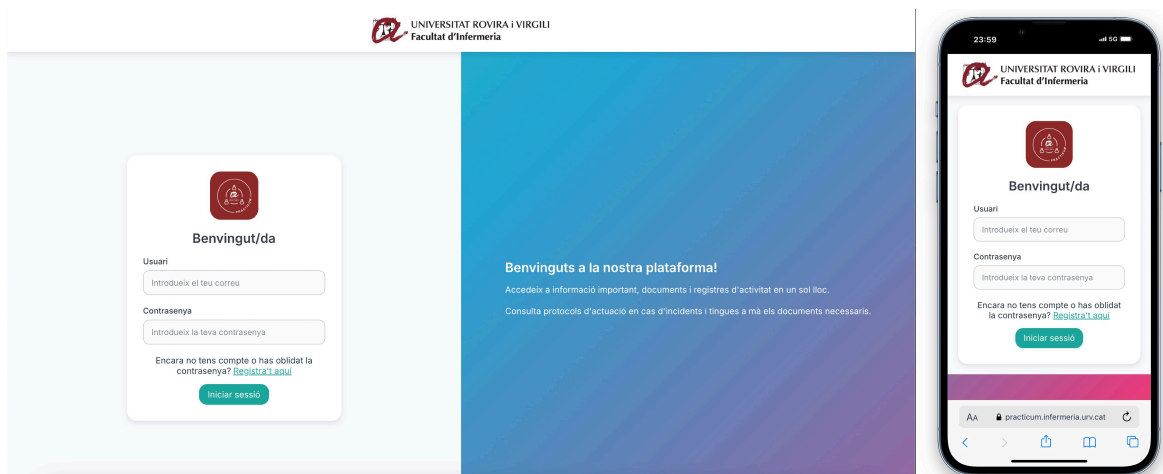 UNIVERSITAT ROVIRA i VIRGILI
Facultat d'Infermeria
Benvingut/da
Usuari
Introdueix el teu correu
Contrasenya
Introdueix la teva contrasenya
Encara no tens compte o has oblidat la
contrasenya? Registra't aquí
Iniciar sessió
Benvinguts a la nostra plataforma!
Accedeix a informació important, documents i registres d'activitat en un sol lloc.
Consulta protocols d'actuació en cas d'incidents i tingues a mà els documents necessaris.
23:59
5G
UNIVERSITAT ROVIRA i VIRGILI
Facultat d'Infermeria
Benvingut/da
Usuari
Introdueix el teu correu
Contrasenya
Introdueix la teva contrasenya
Encara no tens compte o has oblidat
la contrasenya? Registra't aquí
Iniciar sessió
AA practicum.infermeria.urv.cat